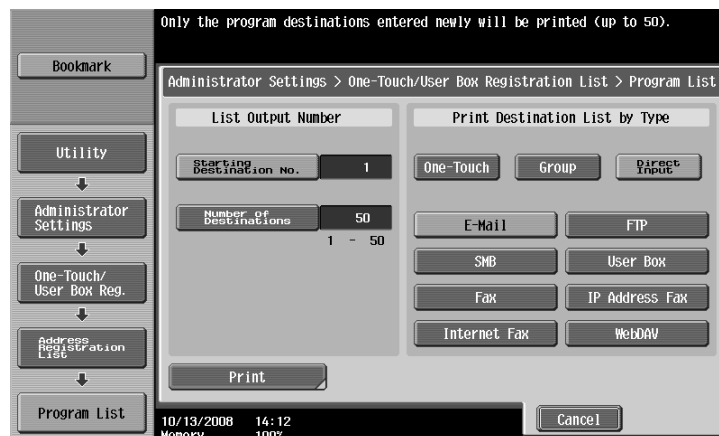 Only the program destinations entered newly will be printed (up to 50).
Bookmark
Administrator Settings > One-Touch/User Box Registration List > Program List
List Output Number
Print Destination List by Type
Utility
Starting
Destination No.
1
One-Touch
Group
Direct
Input
Administrator
Settings
Number of
Destinations
50
1 - 50
E-Mail
FTP
SMB
User Box
One-Touch/
User Box Reg.
Fax
IP Address Fax
Internet Fax
WebDAV
Address
Registration
List
Print
Program List
10/13/2008 14:12
Memory 100%
Cancel